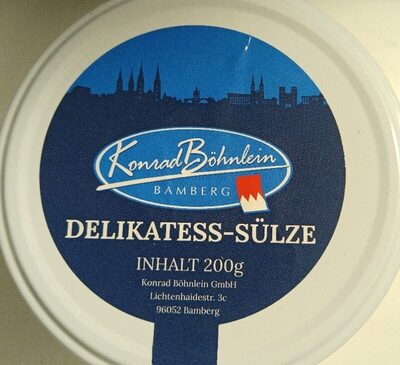 Konrad Böhnlein
BAMBERG
DELIKATESS-SÜLZE
INHALT 200g
Konrad Böhnlein GmbH
Lichtenhaidestr. 3c
96052 Bamberg